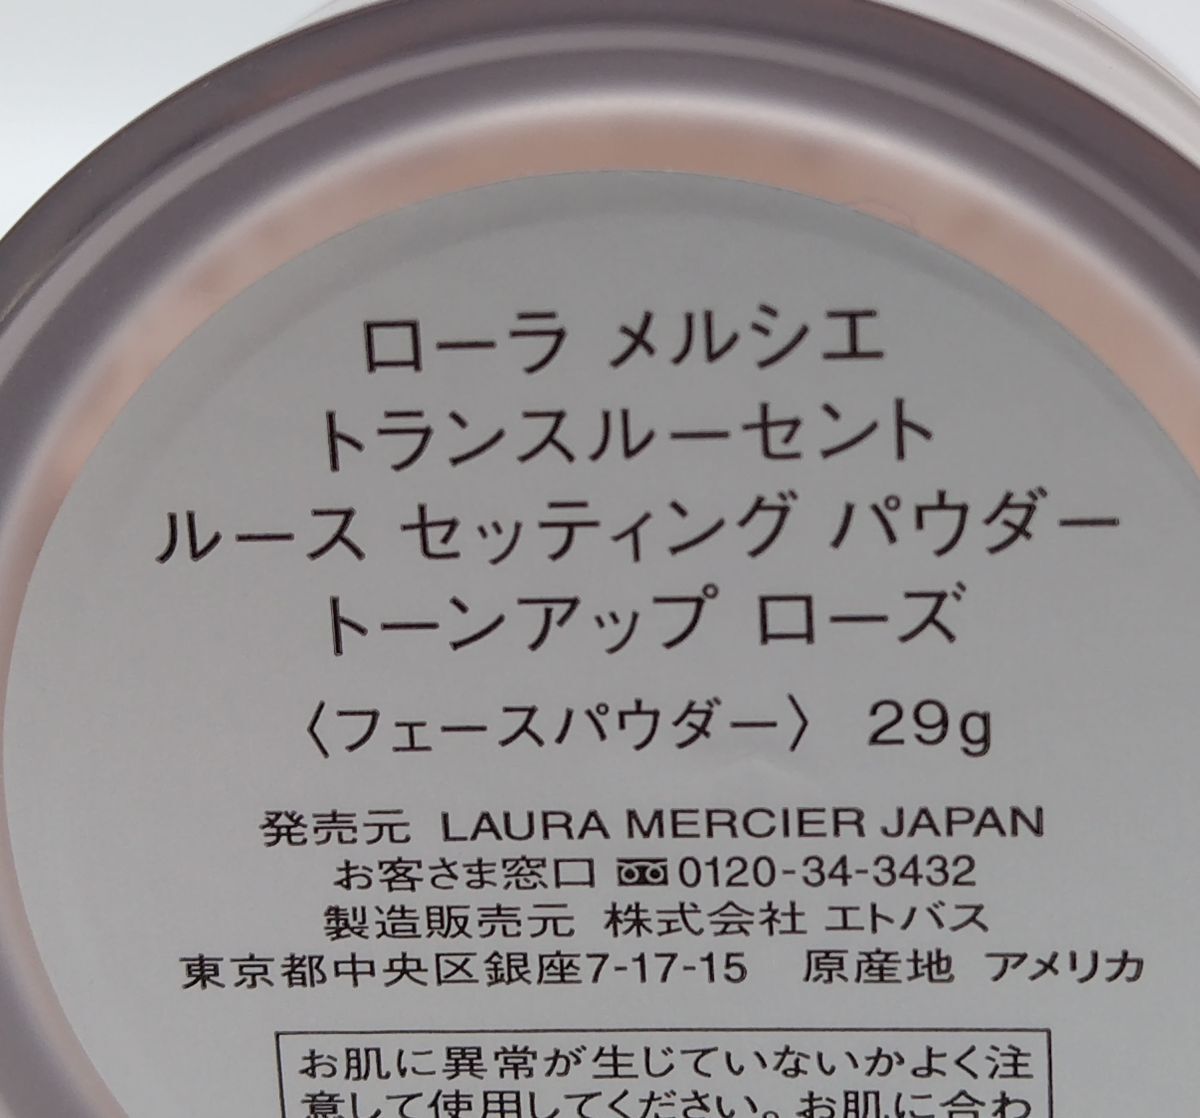 ローラ メルシエ
トランスルーセント
ルース セッティング パウダー
トーンアップ ローズ
〈フェースパウダー〉 29g
発売元 LAURA MERCIER JAPAN
お客さま窓口 0120-34-3432
製造販売元 株式会社 エトバス
東京都中央区銀座7-17-15 原産地 アメリカ
お肌に異常が生じていないかよく注
意して使用してください。お肌に合わ